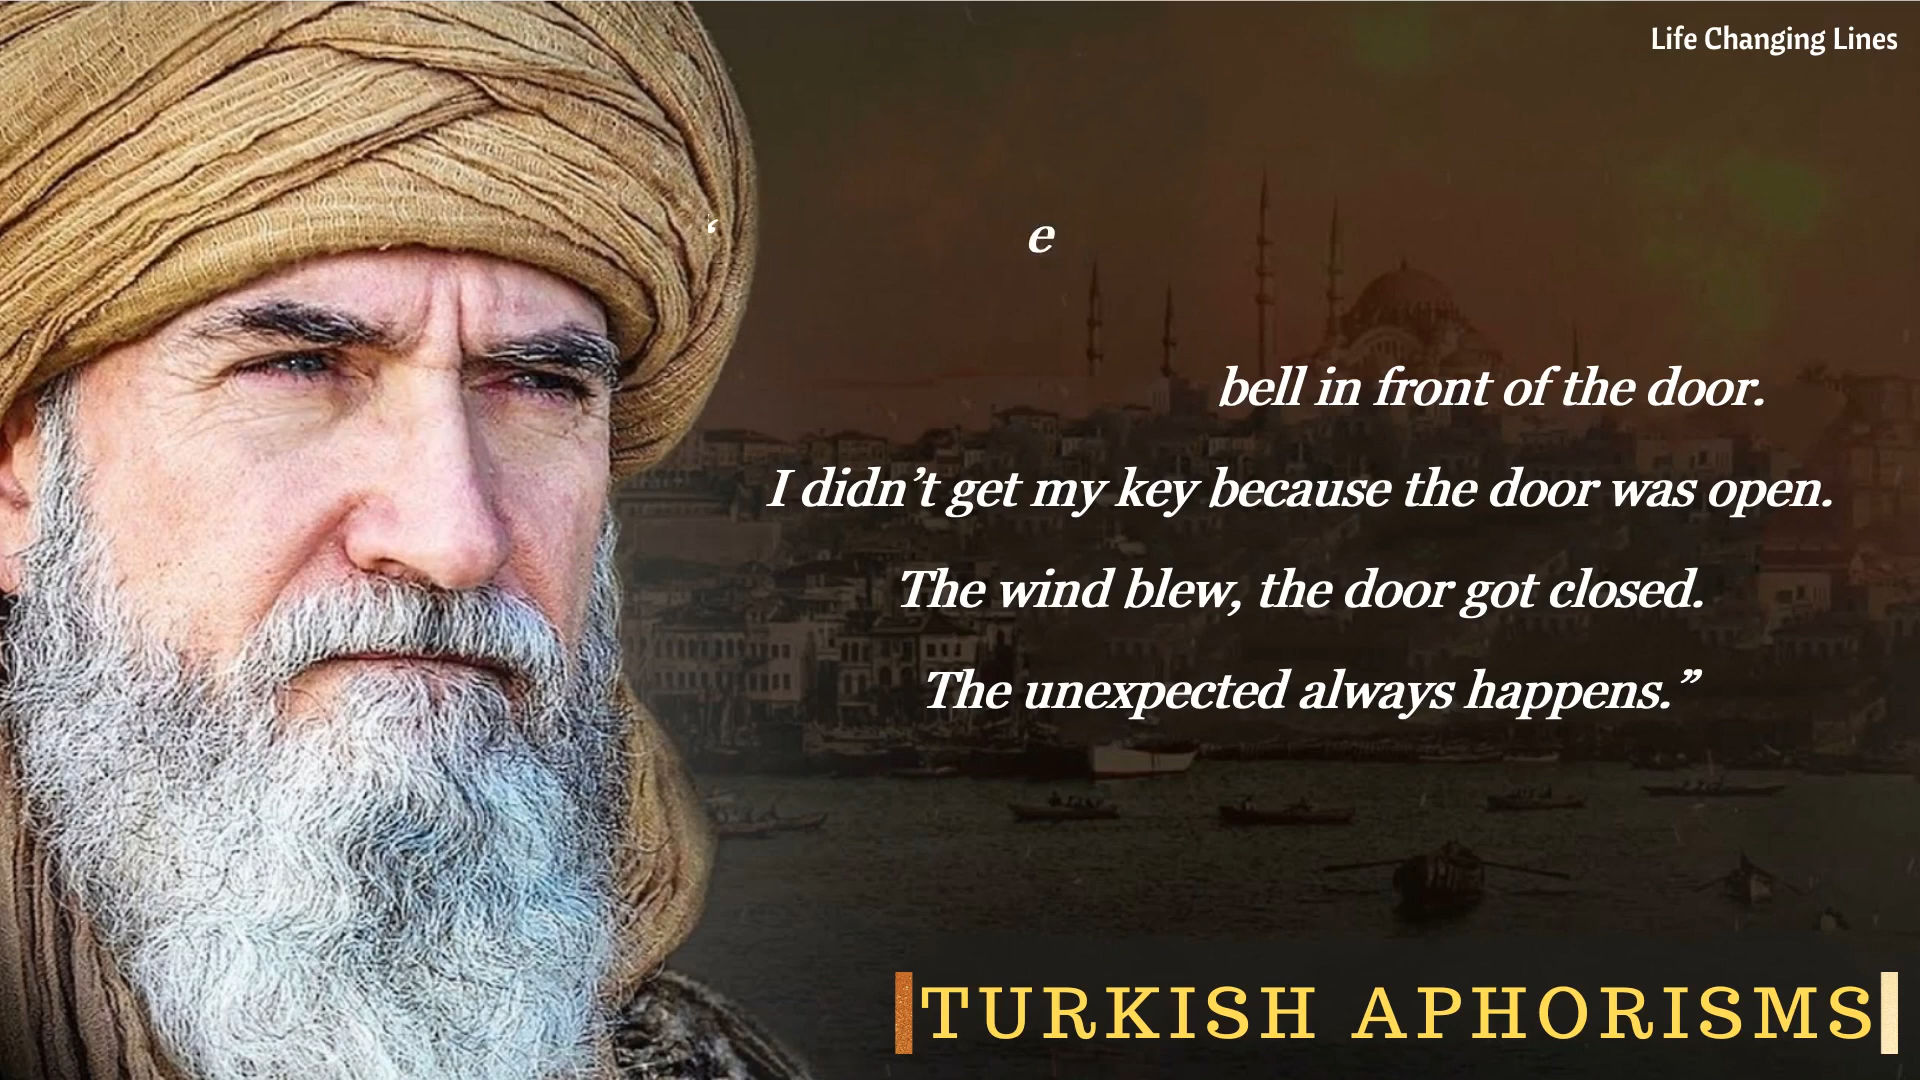 Life Changing Lines
‘ e
bell in front of the door.
I didn’t get my key because the door was open.
The wind blew, the door got closed.
The unexpected always happens.”
TURKISH APHORISMS